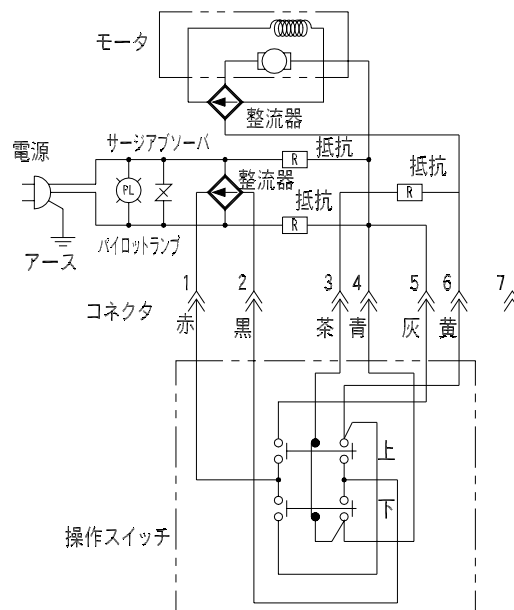 モータ
整流器
電源
サージアブソーバ
抵抗
R
抵抗
PL
整流器
抵抗
R
R
アース
パイロットランプ
1 2 3 4 5 6 7
コネクタ
赤 黒 茶 青 灰 黄
上
下
操作スイッチ